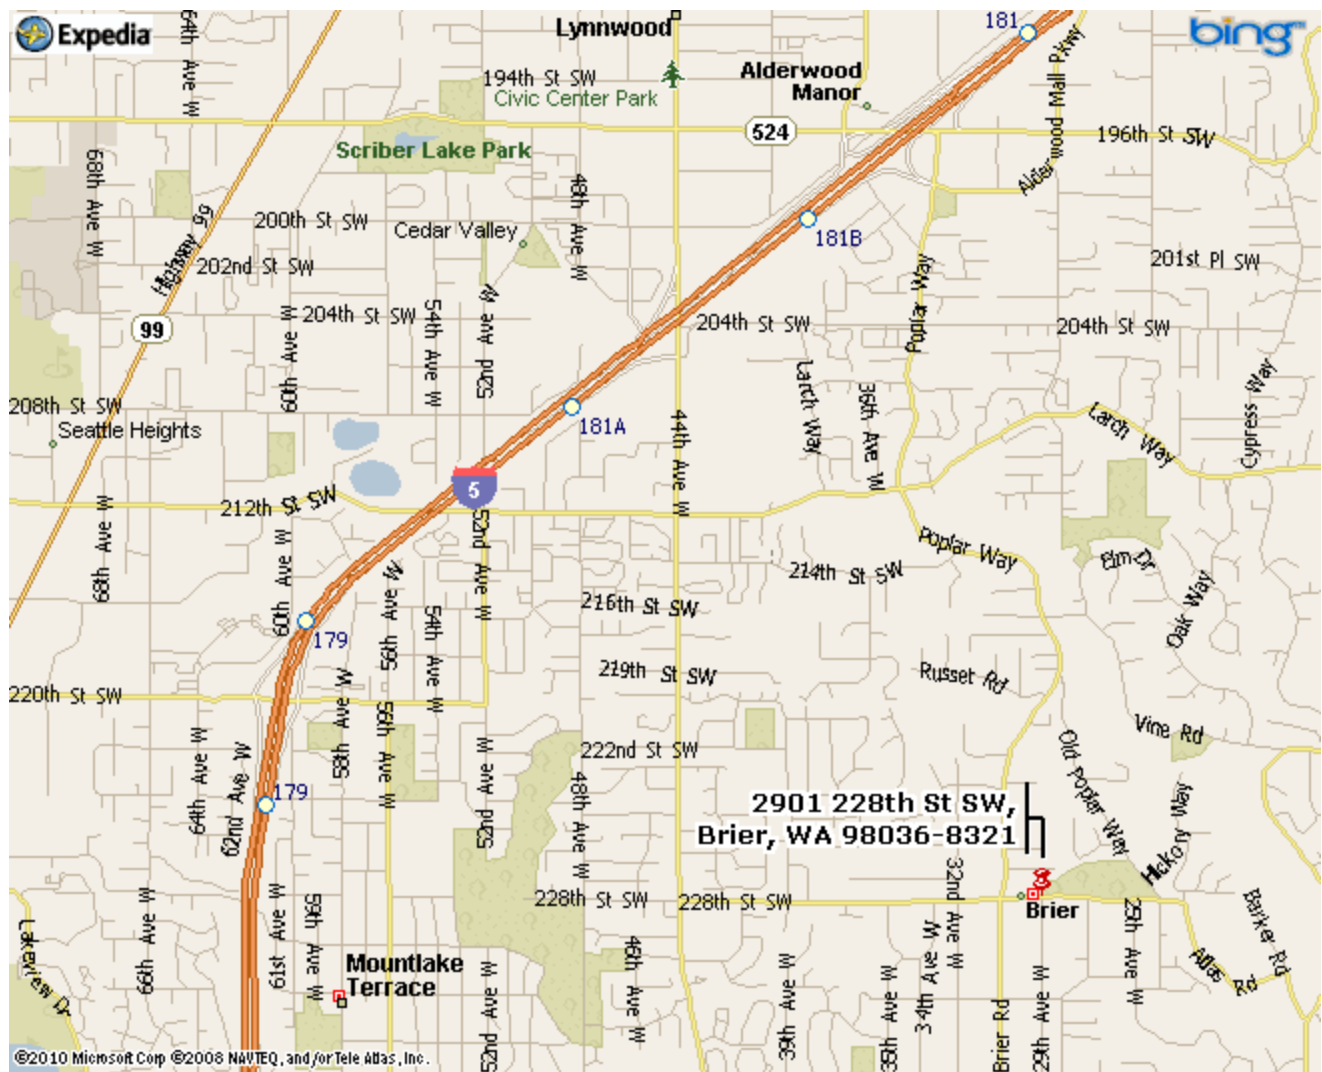 Expedia
64th Ave W
Lynnwood
181
bing
194th St SW
Civic Center Park
Alderwood
Manor
Alderwood Mall Pkwy
524
196th St SW
Scriber Lake Park
68th Ave W
48th Ave W
Highway 99
200th St SW
Cedar Valley
181B
202nd St SW
201st Pl SW
Poplar Way
99
204th St SW
60th Ave W
54th Ave W
52nd Ave W
204th St SW
204th St SW
208th St SW
Seattle Heights
181A
44th Ave W
Larch Way
36th Ave W
Larch Way
Cypress Way
5
212th St SW
68th Ave W
60th Ave W
52nd Ave W
Poplar Way
Elm Dr
214th St SW
56th Ave W
54th Ave W
216th St SW
Oak Way
179
219th St SW
Russet Rd
220th St SW
58th Ave W
56th Ave W
Vine Rd
64th Ave W
62nd Ave W
52nd Ave W
222nd St SW
48th Ave W
Old Poplar Way
179
2901 228th St SW,
Brier, WA 98036-8321
Hickory Way
32nd Ave W
228th St SW
228th St SW
Brier
Lakeview Dr
66th Ave W
61st Ave W
59th Ave W
Mountlake
Terrace
52nd Ave W
46th Ave W
39th Ave W
35th Ave W
34th Ave W
Brier Rd
29th Ave W
25th Ave W
Atlas Rd
Barker Rd
©2010 Microsoft Corp ©2008 NAVTEQ, and/or Tele Atlas, Inc.